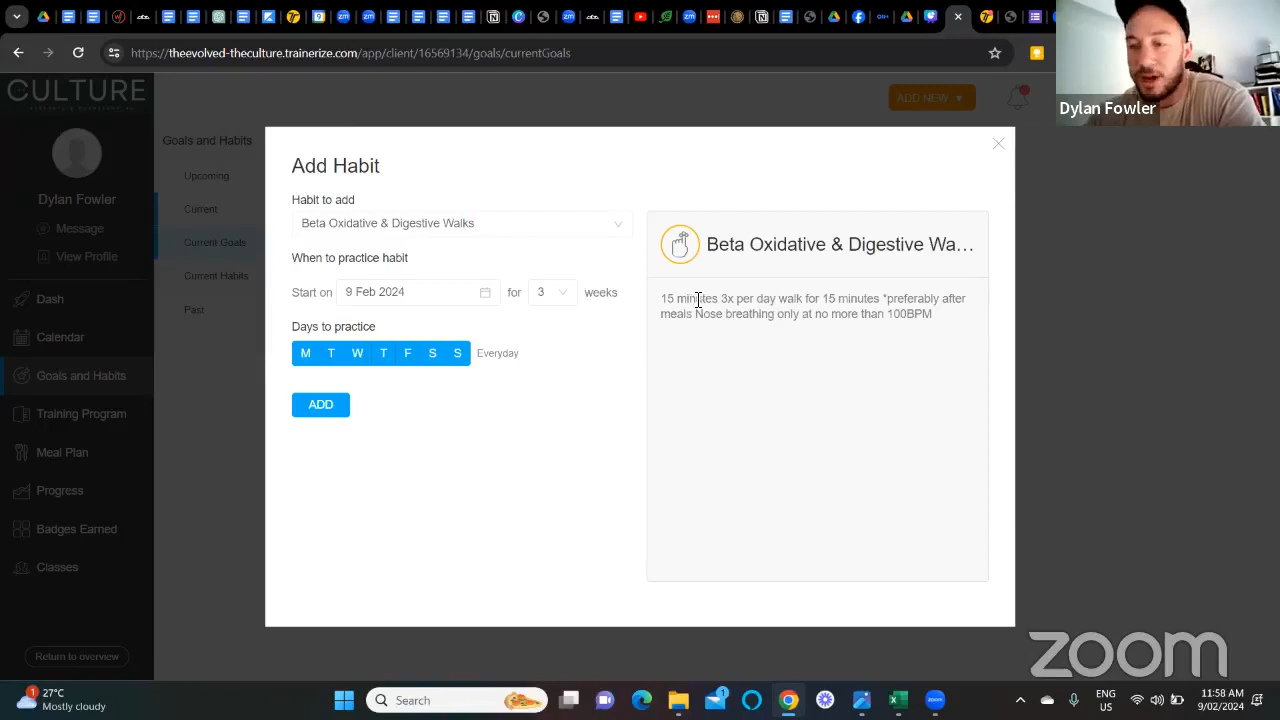 https://theevolved-theculture.trainerize.com/app/client/16569134/goals/currentGoals
Dylan Fowler
CULTURE
Dylan Fowler
Message
View Profile
Dash
Calendar
Goals and Habits
Training Program
Meal Plan
Progress
Badges Earned
Classes
Return to overview
Goals and Habits
Upcoming
Current
Current Goals
Current Habits
Past
ADD NEW
Add Habit
Habit to add
Beta Oxidative & Digestive Walks
When to practice habit
Start on 9 Feb 2024 for 3 weeks
Days to practice
M T W T F S S Everyday
ADD
Beta Oxidative & Digestive Wa...
15 minutes 3x per day walk for 15 minutes *preferably after
meals Nose breathing only at no more than 100BPM
zoom
1
27°C
Mostly cloudy
Search
1
zoom
ENG
US
11:58 AM
9/02/2024